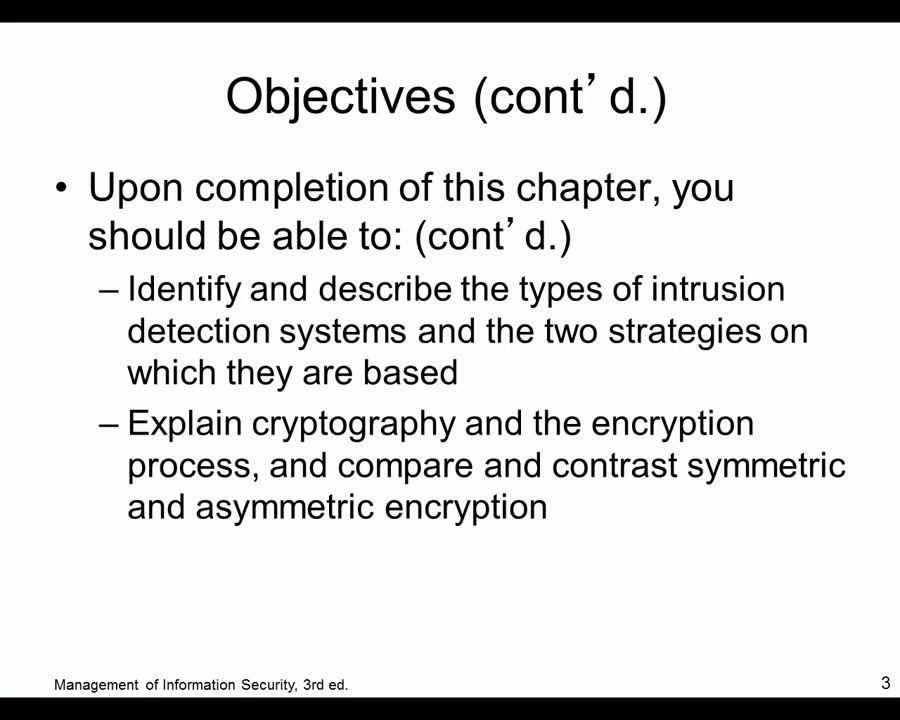 Objectives (cont’ d.)
• Upon completion of this chapter, you
should be able to: (cont’ d.)
– Identify and describe the types of intrusion
detection systems and the two strategies on
which they are based
– Explain cryptography and the encryption
process, and compare and contrast symmetric
and asymmetric encryption
Management of Information Security, 3rd ed.
3